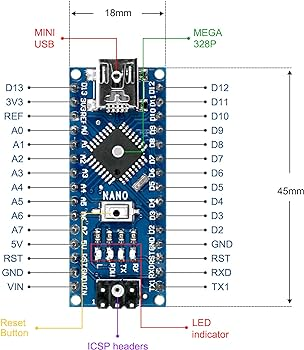 18mm
MINI
USB
MEGA
328P
D13
3V3
REF
A0
A1
A2
A3
A4
A5
A6
A7
5V
RST
GND
VIN
D12
D11
D10
D9
D8
D7
D6
D5
D4
D3
D2
GND
RST
RXD
TX1
45mm
NANO
Reset
Button
ICSP headers
LED
indicator